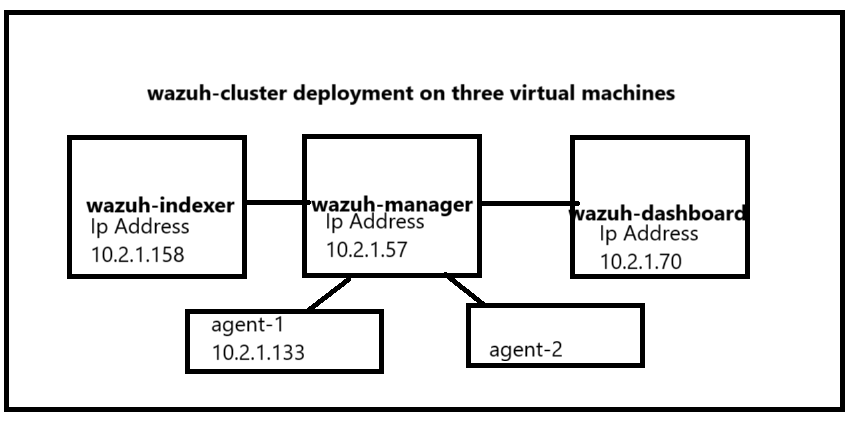 wazuh-cluster deployment on three virtual machines
wazuh-indexer
Ip Address
10.2.1.158
wazuh-manager
Ip Address
10.2.1.57
wazuh-dashboard
Ip Address
10.2.1.70
agent-1
10.2.1.133
agent-2